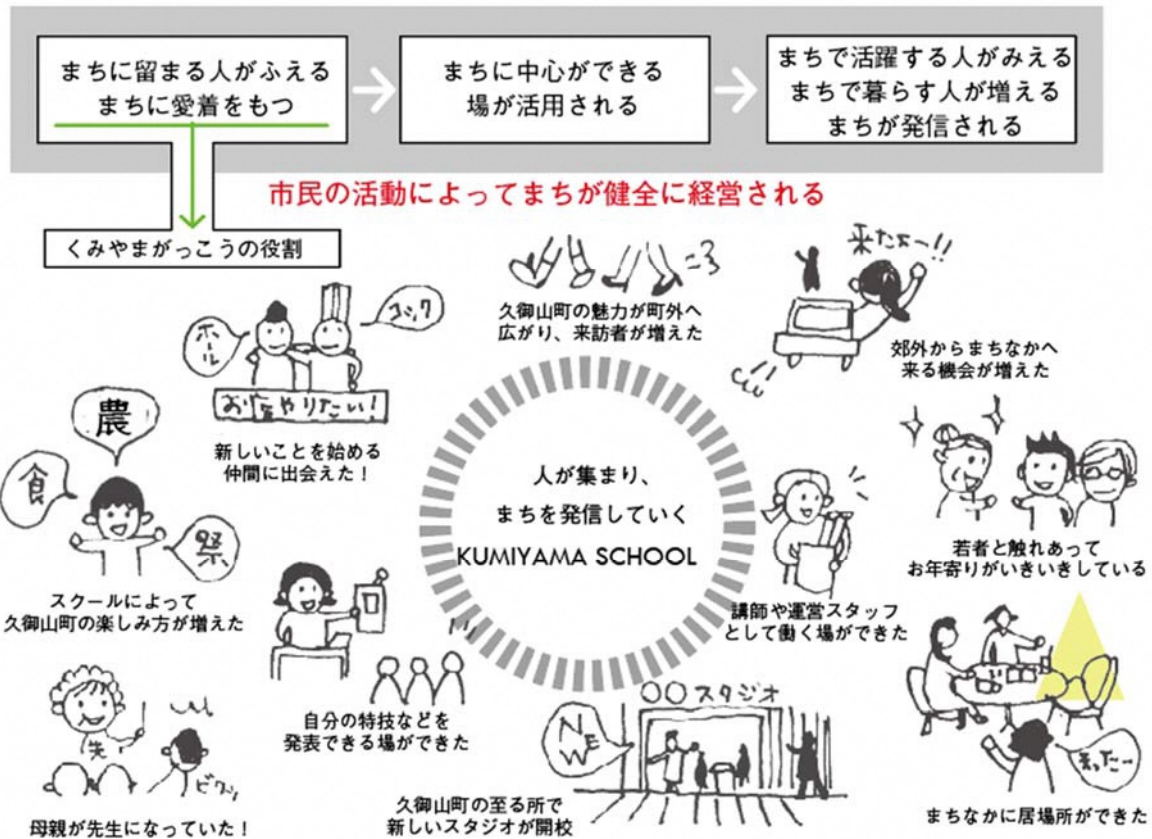 まちに留まる人がふえる
まちに愛着をもつ
まちに中心ができる
場が活用される
まちで活躍する人がみえる
まちで暮らす人が増える
まちが発信される
市民の活動によってまちが健全に経営される
くみやまがっこうの役割
ホール
コック
お店やりたい!
新しいことを始める
仲間に出会えた!
久御山町の魅力が町外へ
広がり、来訪者が増えた
来たよー!!
郊外からまちなかへ
来る機会が増えた
農
食
祭
スクールによって
久御山町の楽しみ方が増えた
人が集まり、
まちを発信していく
KUMIYAMA SCHOOL
若者と触れあって
お年寄りがいきいきしている
講師や運営スタッフ
として働く場ができた
自分の特技などを
発表できる場ができた
先
母親が先生になっていた!
○○スタジオ
NEW
久御山町の至る所で
新しいスタジオが開校
まちなかに居場所ができた